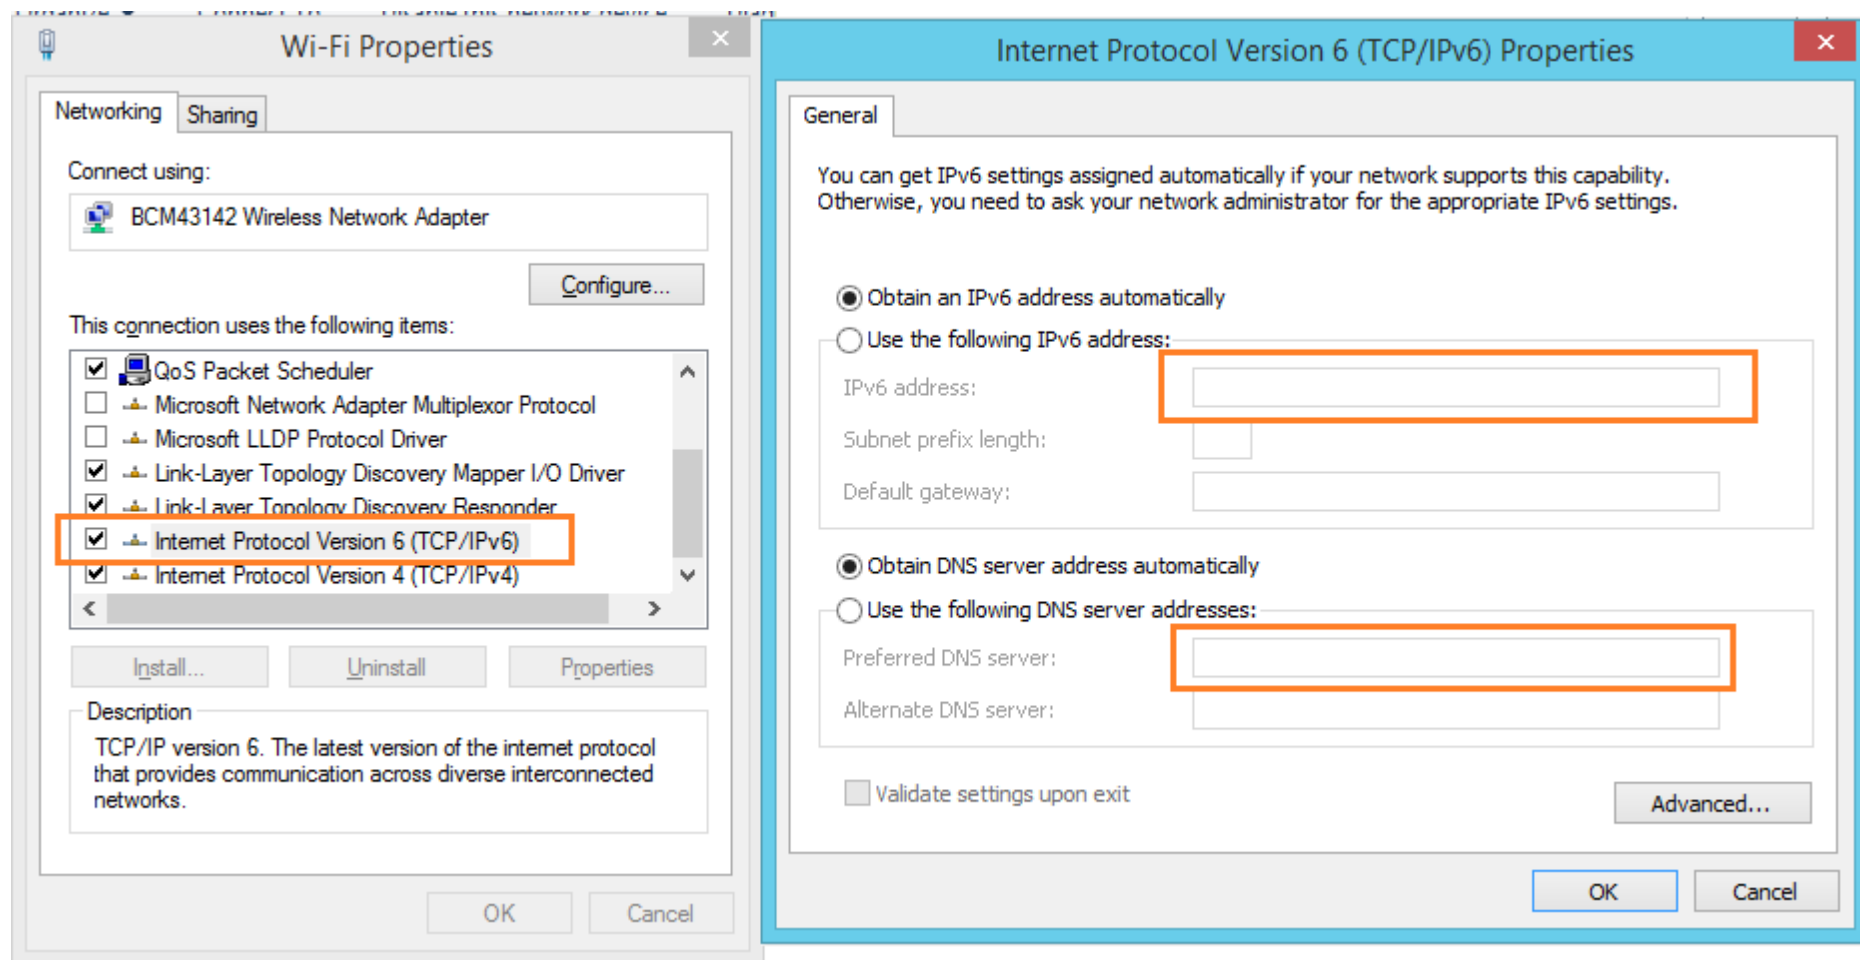 Wi-Fi Properties
Networking
Sharing
Connect using:
BCM43142 Wireless Network Adapter
Configure...
This connection uses the following items:
QoS Packet Scheduler
Microsoft Network Adapter Multiplexor Protocol
Microsoft LLDP Protocol Driver
Link-Layer Topology Discovery Mapper I/O Driver
Link-Layer Topology Discovery Responder
Internet Protocol Version 6 (TCP/IPv6)
Internet Protocol Version 4 (TCP/IPv4)
Install...
Uninstall
Properties
Description
TCP/IP version 6. The latest version of the internet protocol
that provides communication across diverse interconnected
networks.
OK
Cancel
Internet Protocol Version 6 (TCP/IPv6) Properties
General
You can get IPv6 settings assigned automatically if your network supports this capability.
Otherwise, you need to ask your network administrator for the appropriate IPv6 settings.
Obtain an IPv6 address automatically
Use the following IPv6 address:
IPv6 address:
Subnet prefix length:
Default gateway:
Obtain DNS server address automatically
Use the following DNS server addresses:
Preferred DNS server:
Alternate DNS server:
Validate settings upon exit
Advanced...
OK
Cancel